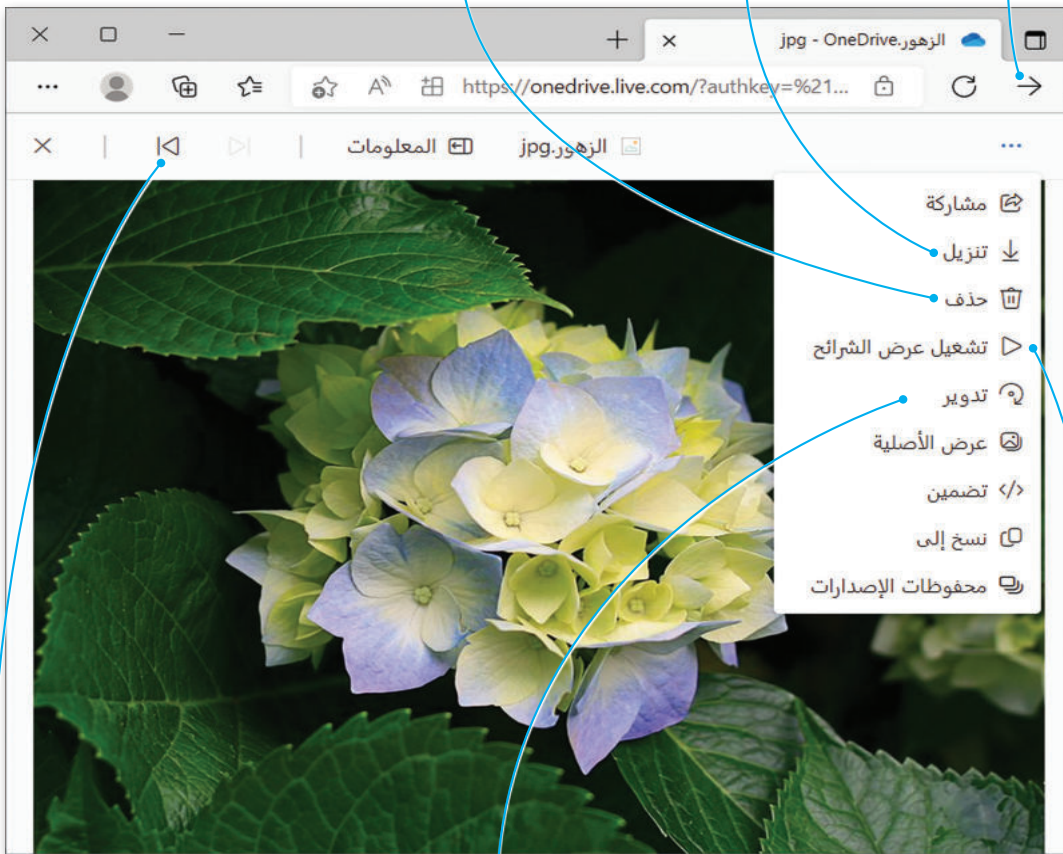 الزهور.jpg - OneDrive
https://onedrive.live.com/?authkey=%21...
الزهور.jpg
المعلومات
مشاركة
تنزيل
حذف
تشغيل عرض الشرائح
تدوير
عرض الأصلية
تضمين
نسخ إلى
محفوظات الإصدارات